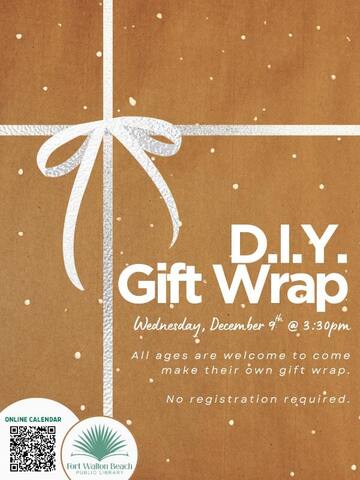 D.I.Y.
Gift Wrap
Wednesday, December 9th @ 3:30pm
All ages are welcome to come
make their own gift wrap.
No registration required.
ONLINE CALENDAR
Fort Walton Beach
PUBLIC LIBRARY